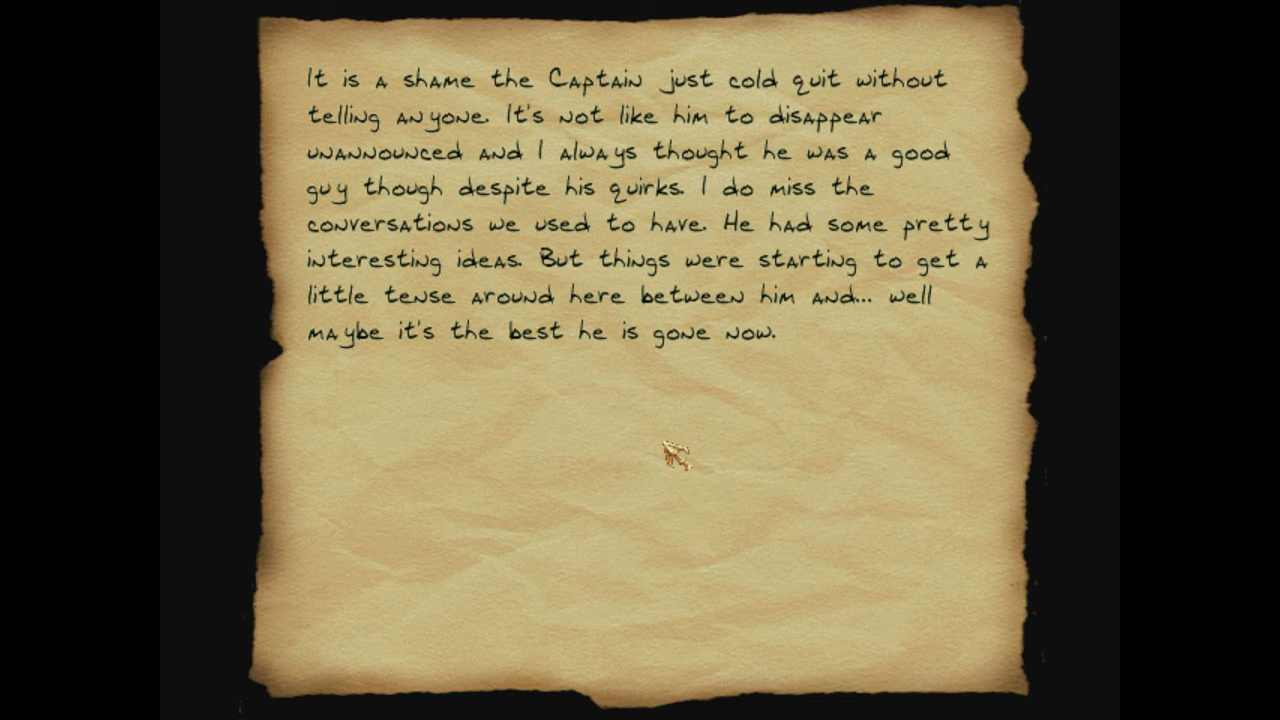 It is a shame the Captain just cold quit without
telling anyone. It's not like him to disappear
unannounced and I always thought he was a good
guy though despite his quirks. I do miss the
conversations we used to have. He had some pretty
interesting ideas. But things were starting to get a
little tense around here between him and... well
maybe it's the best he is gone now.